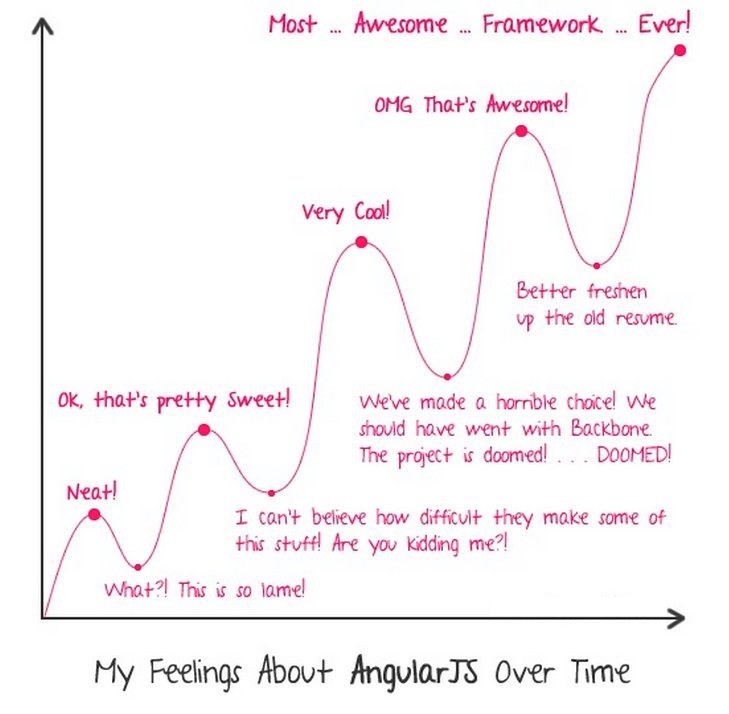 Most ... Awesome ... Framework ... Ever!
OMG That's Awesome!
Very Cool!
Better freshen
up the old resume.
Ok, that's pretty Sweet!
We've made a horrible choice! We
should have went with Backbone.
The project is doomed! . . . DOOMED!
Neat!
I can't believe how difficult they make some of
this stuff! Are you kidding me?!
What?! This is so lame!
My Feelings About AngularJS Over Time